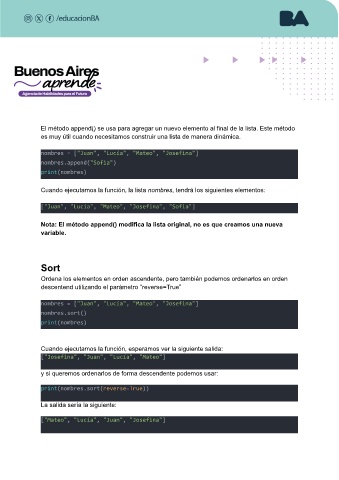 /educacionBA
BA
Buenos Aires
aprende
Agencia de Habilidades para el Futuro
El método append() se usa para agregar un nuevo elemento al final de la lista. Este método
es muy útil cuando necesitamos construir una lista de manera dinámica.
nombres = ["Juan", "Lucía", "Mateo", "Josefina"]
nombres.append("Sofía")
print(nombres)
Cuando ejecutamos la función, la lista nombres, tendrá los siguientes elementos:
["Juan", "Lucía", "Mateo", "Josefina", "Sofía"]
Nota: El método append() modifica la lista original, no es que creamos una nueva
variable.
Sort
Ordena los elementos en orden ascendente, pero también podemos ordenarlos en orden
descentend utilizando el parámetro "reverse=True"
nombres = ["Juan", "Lucía", "Mateo", "Josefina"]
nombres.sort()
print(nombres)
Cuando ejecutamos la función, esperamos ver la siguiente salida:
["Josefina", "Juan", "Lucía", "Mateo"]
y si queremos ordenarlos de forma descendente podemos usar:
print(nombres.sort(reverse=True))
La salida sería la siguiente:
["Mateo", "Lucía", "Juan", "Josefina"]